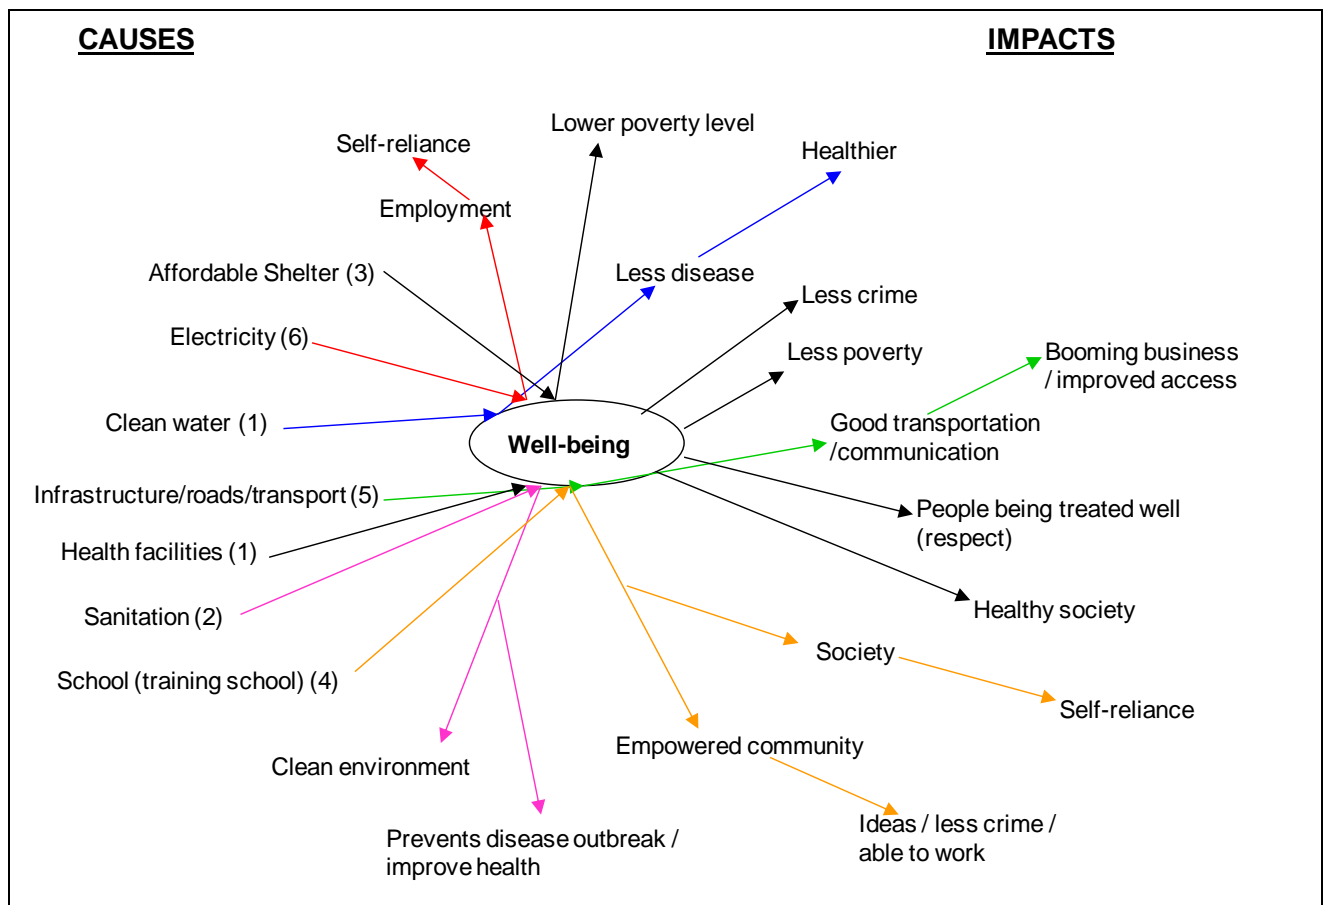 CAUSES
IMPACTS
Lower poverty level
Self-reliance
Healthier
Employment
Affordable Shelter (3)
Less disease
Less crime
Electricity (6)
Less poverty
Booming business
/ improved access
Clean water (1)
Good transportation
/communication
Well-being
Infrastructure/roads/transport (5)
People being treated well
(respect)
Health facilities (1)
Healthy society
Sanitation (2)
Society
School (training school) (4)
Self-reliance
Empowered community
Clean environment
Ideas / less crime /
able to work
Prevents disease outbreak /
improve health